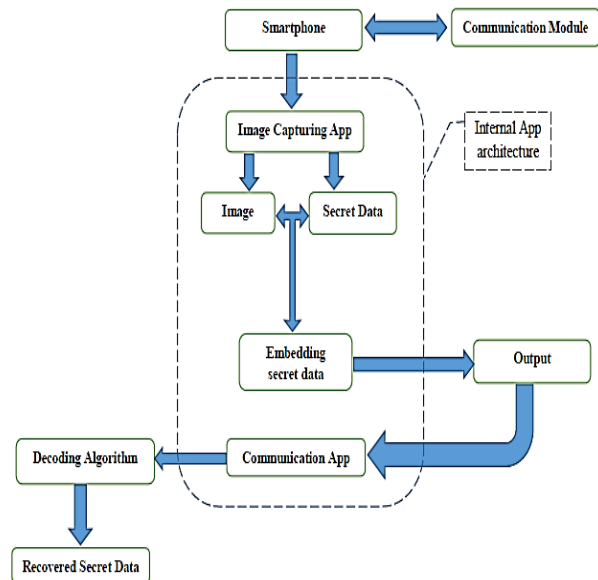 Smartphone
Communication Module
Image Capturing App
Internal App
architecture
Image
Secret Data
Embedding
secret data
Output
Decoding Algorithm
Communication App
Recovered Secret Data